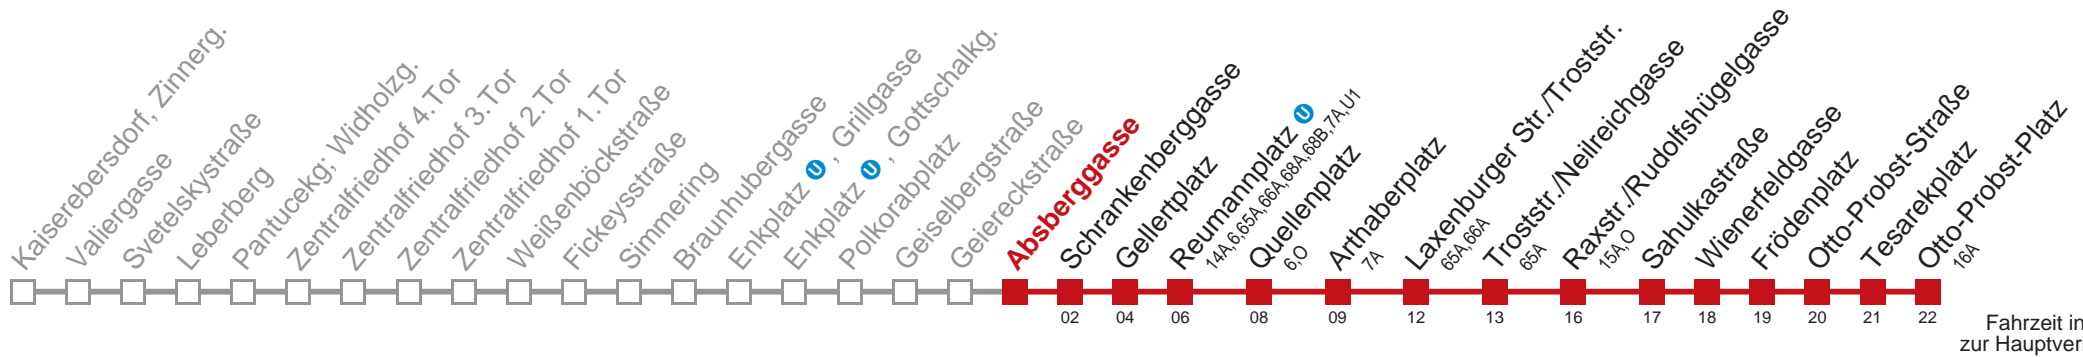 Kaiserebersdorf, Zinnerg.
Valiergasse
Svetelskystraße
Leberberg
Pantucekg; Widholzg.
Zentralfriedhof 4.Tor
Zentralfriedhof 3.Tor
Zentralfriedhof 2.Tor
Zentralfriedhof 1.Tor
Weißenböckstraße
Fickeysstraße
Simmering
Braunhubergasse
Enkplatz U , Grillgasse
Enkplatz U , Gottschalkg.
Polkorabplatz
Geiselbergstraße
Geiereckstraße
Absberggasse
Schrankenberggasse
02
Gellertplatz
04
Reumannplatz U
14A,6,65A,66A,68A,68B,7A,U1
06
Quellenplatz
6,O
08
Arthaberplatz
7A
09
Laxenburger Str./Troststr.
65A,66A
12
Troststr./Neilreichgasse
65A
13
Raxstr./Rudolfshügelgasse
15A,O
16
Sahulkastraße
17
Wienerfeldgasse
18
Frödenplatz
19
Otto-Probst-Straße
20
Tesarekplatz
21
Otto-Probst-Platz
16A
22
Fahrzeit in
zur Hauptver